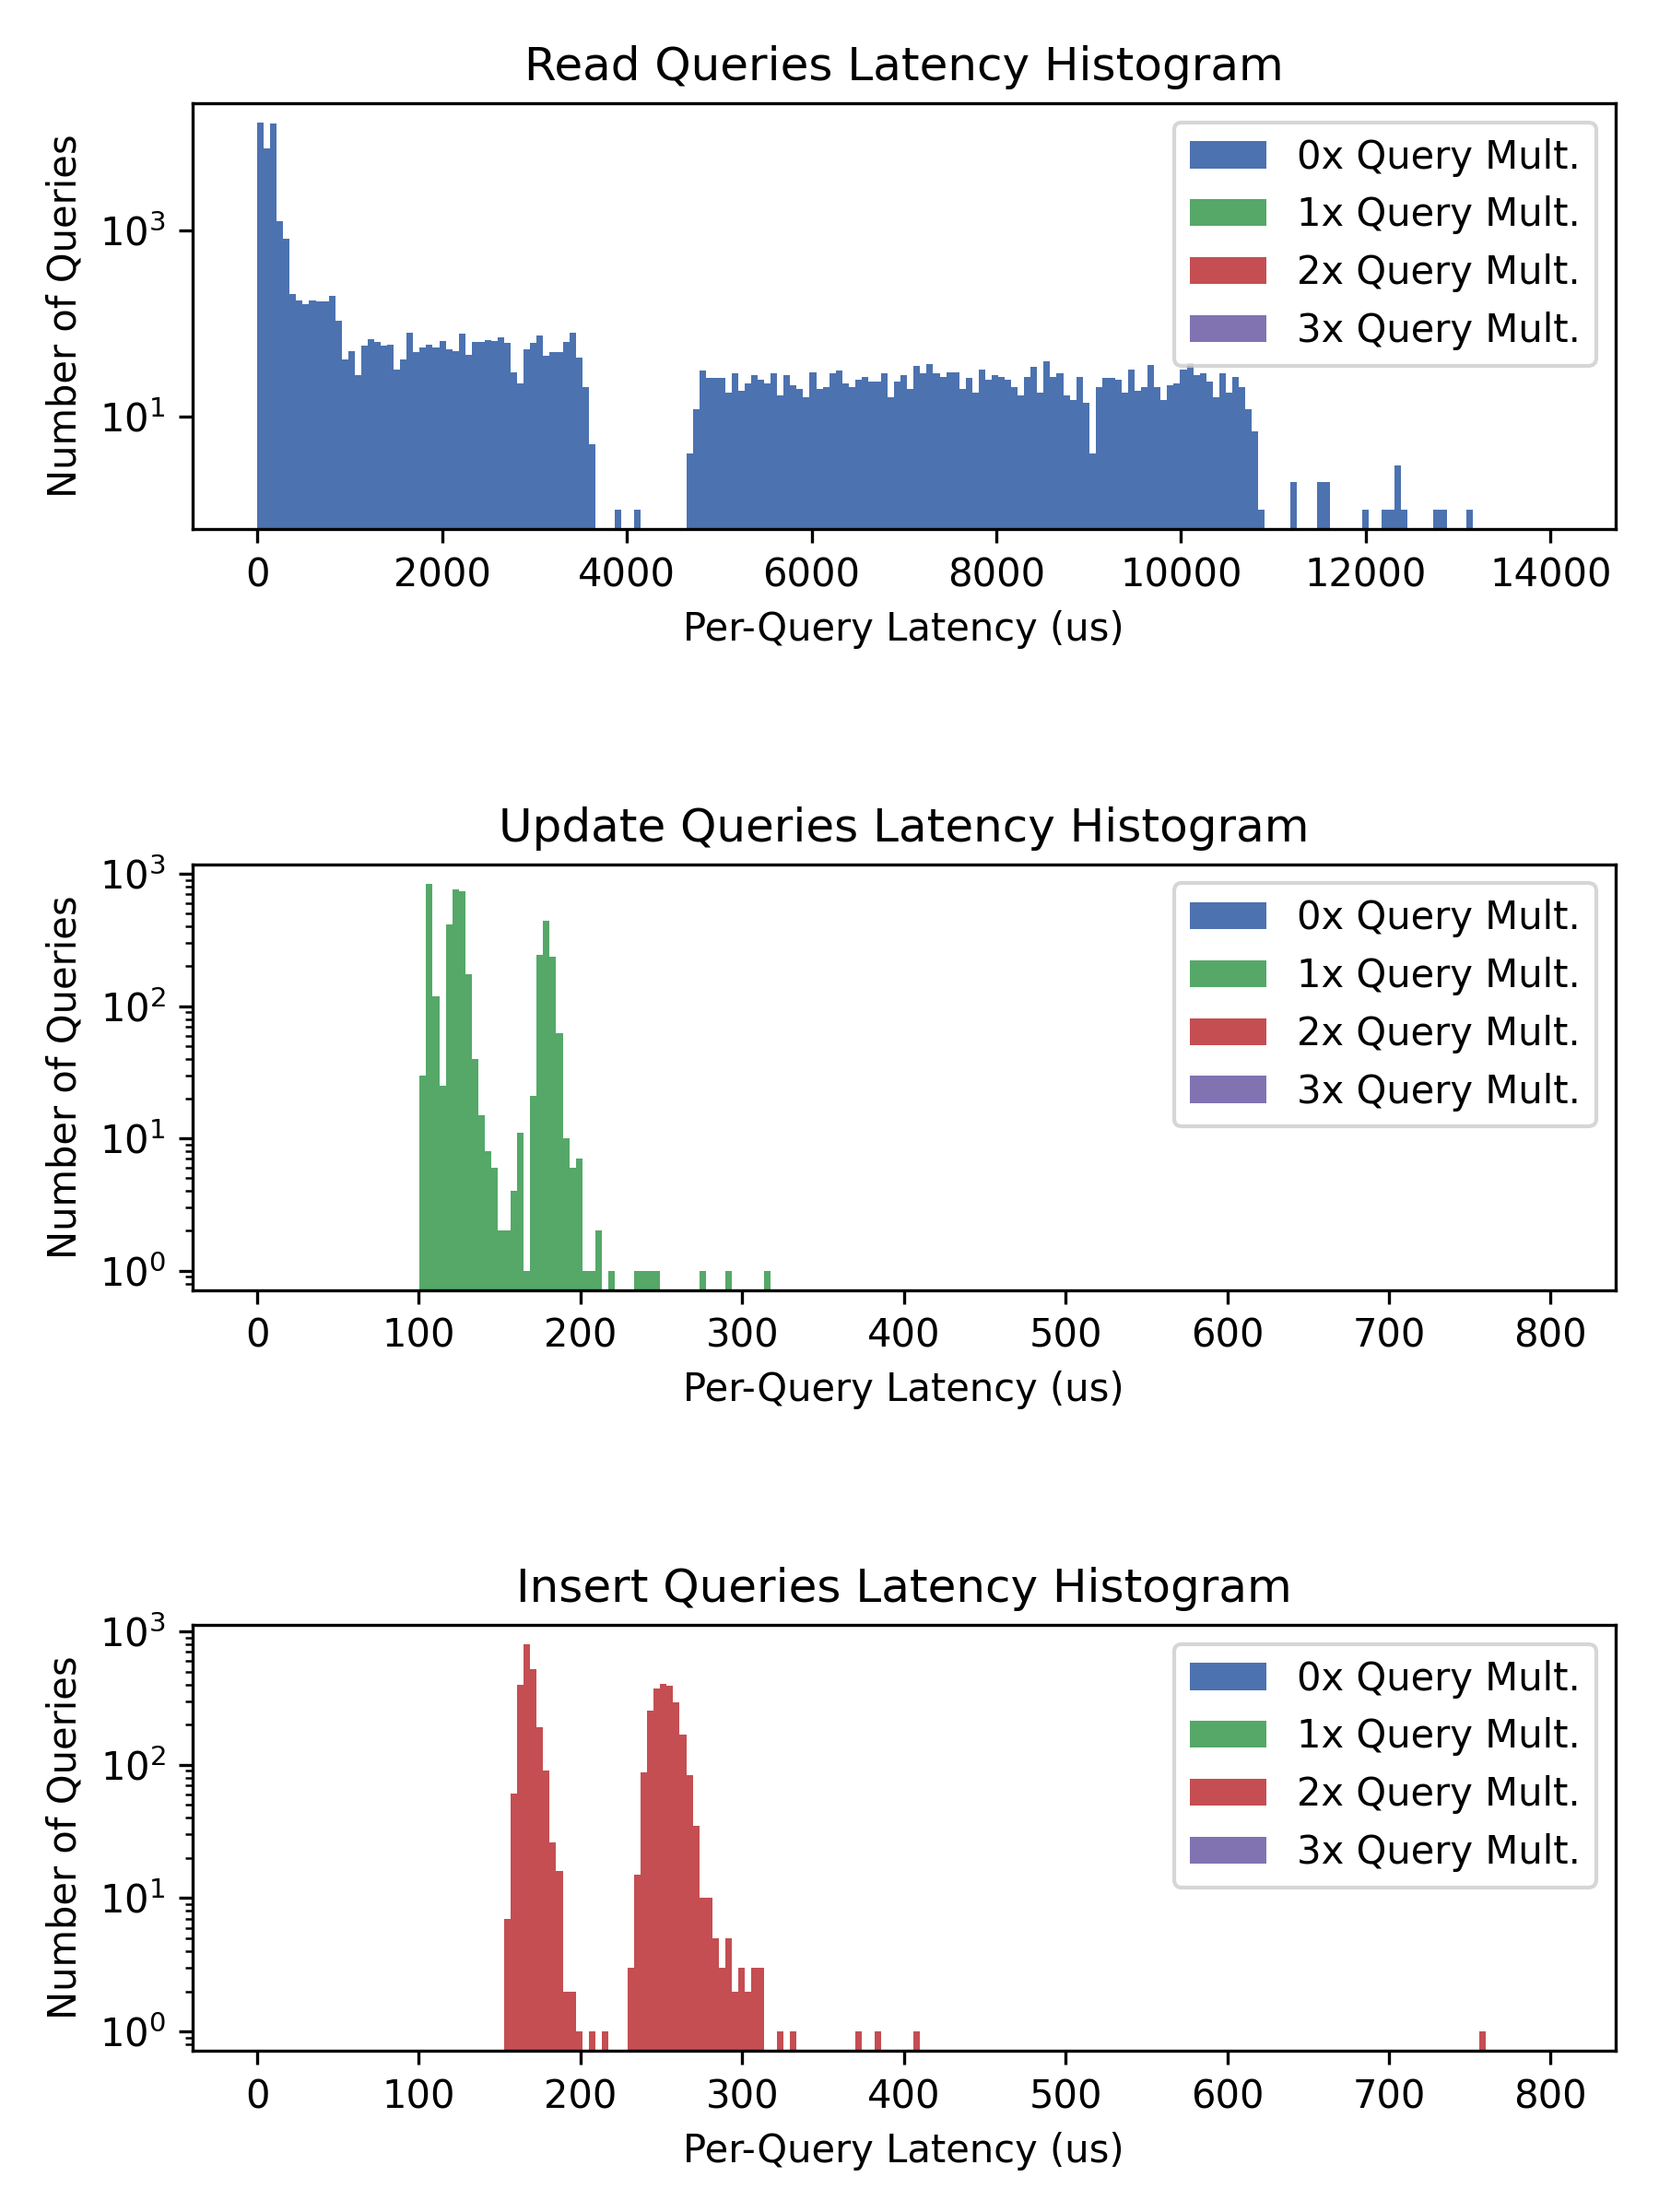 Read Queries Latency Histogram
Number of Queries
10³
10¹
0x Query Mult.
1x Query Mult.
2x Query Mult.
3x Query Mult.
0 2000 4000 6000 8000 10000 12000 14000
Per-Query Latency (us)
Update Queries Latency Histogram
Number of Queries
10³
10²
10¹
10⁰
0x Query Mult.
1x Query Mult.
2x Query Mult.
3x Query Mult.
0 100 200 300 400 500 600 700 800
Per-Query Latency (us)
Insert Queries Latency Histogram
Number of Queries
10³
10²
10¹
10⁰
0x Query Mult.
1x Query Mult.
2x Query Mult.
3x Query Mult.
0 100 200 300 400 500 600 700 800
Per-Query Latency (us)